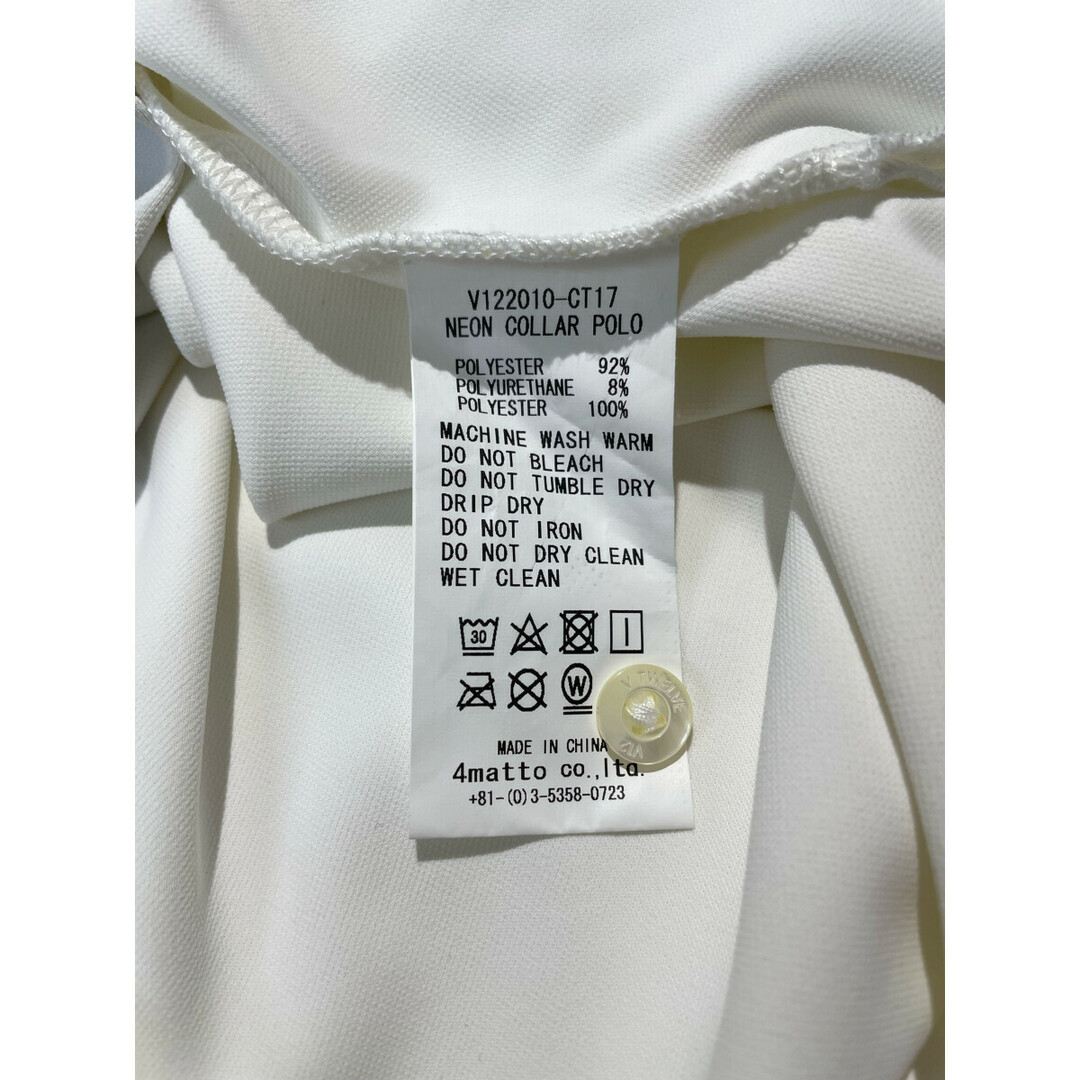 V122010-CT17
NEON COLLAR POLO
POLYESTER 92%
POLYURETHANE 8%
POLYESTER 100%
MACHINE WASH WARM
DO NOT BLEACH
DO NOT TUMBLE DRY
DRIP DRY
DO NOT IRON
DO NOT DRY CLEAN
WET CLEAN
30
W
V TWELVE
V12
MADE IN CHINA
4matto co.,ltd.
+81-(0)3-5358-0723